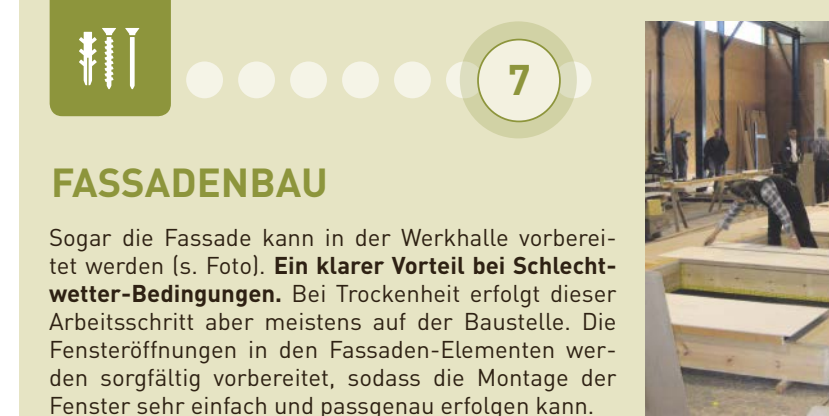 7
FASSADENBAU
Sogar die Fassade kann in der Werkhalle vorberei-
tet werden (s. Foto). Ein klarer Vorteil bei Schlecht-
wetter-Bedingungen. Bei Trockenheit erfolgt dieser
Arbeitsschritt aber meistens auf der Baustelle. Die
Fensteröffnungen in den Fassaden-Elementen wer-
den sorgfältig vorbereitet, sodass die Montage der
Fenster sehr einfach und passgenau erfolgen kann.